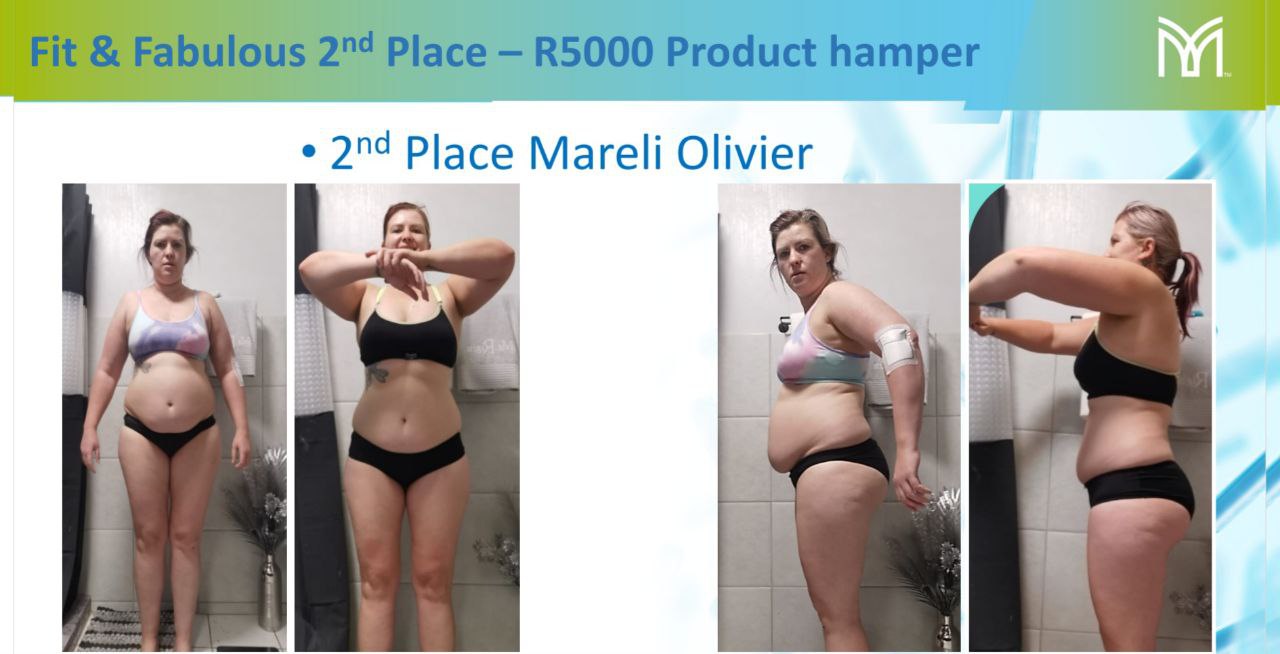 Fit & Fabulous 2nd Place – R5000 Product hamper
• 2nd Place Mareli Olivier